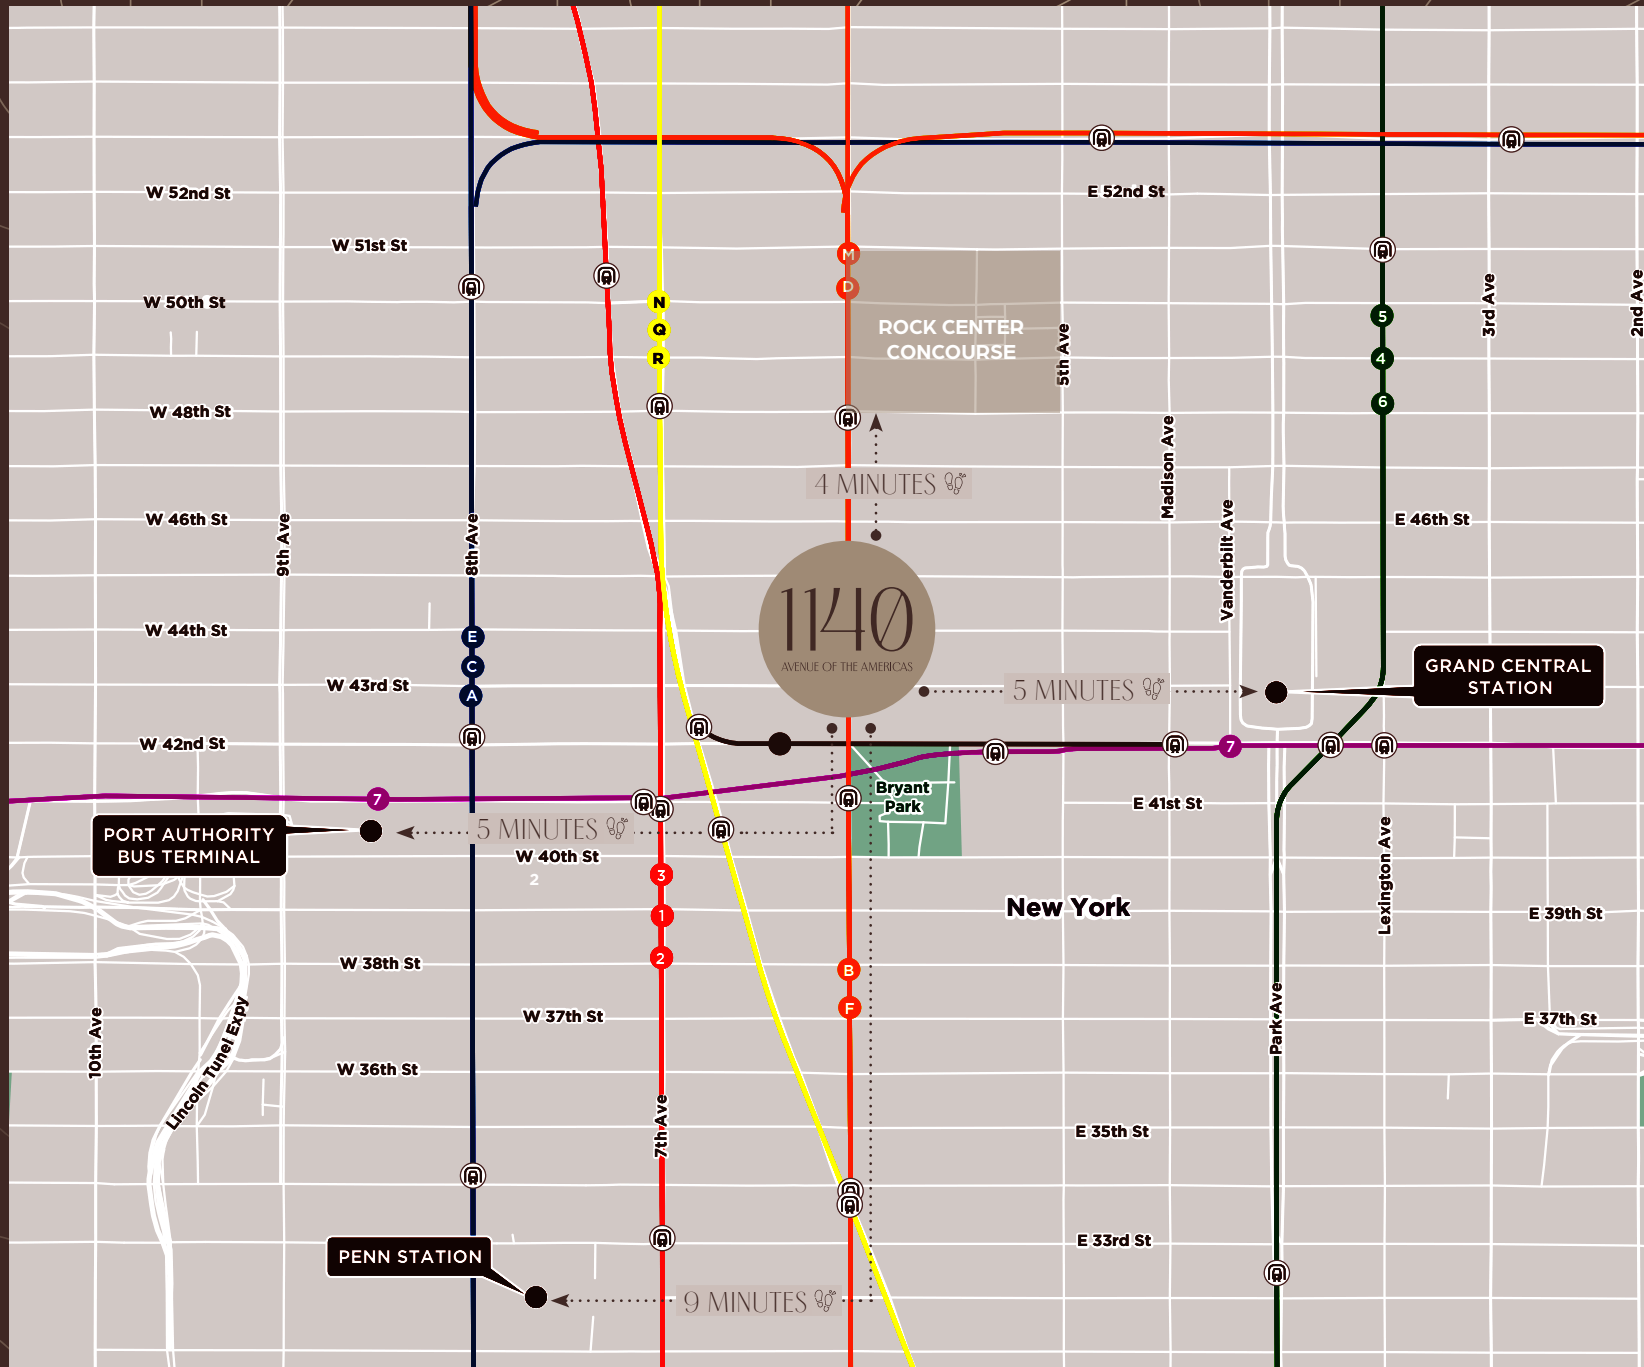 W 52nd St
E 52nd St
W 51st St
M
D
W 50th St
N
Q
R
ROCK CENTER
CONCOURSE
5th Ave
5
4
6
3rd Ave
2nd Ave
W 48th St
4 MINUTES
Madison Ave
W 46th St
E 46th St
9th Ave
8th Ave
Vanderbilt Ave
1140
AVENUE OF THE AMERICAS
W 44th St
E
C
A
W 43rd St
5 MINUTES
GRAND CENTRAL
STATION
W 42nd St
7
7
Bryant
Park
E 41st St
PORT AUTHORITY
BUS TERMINAL
5 MINUTES
W 40th St
2
3
1
2
New York
Lexington Ave
E 39th St
W 38th St
B
F
W 37th St
E 37th St
10th Ave
Lincoln Tunel Expy
Park Ave
W 36th St
7th Ave
E 35th St
E 33rd St
PENN STATION
9 MINUTES